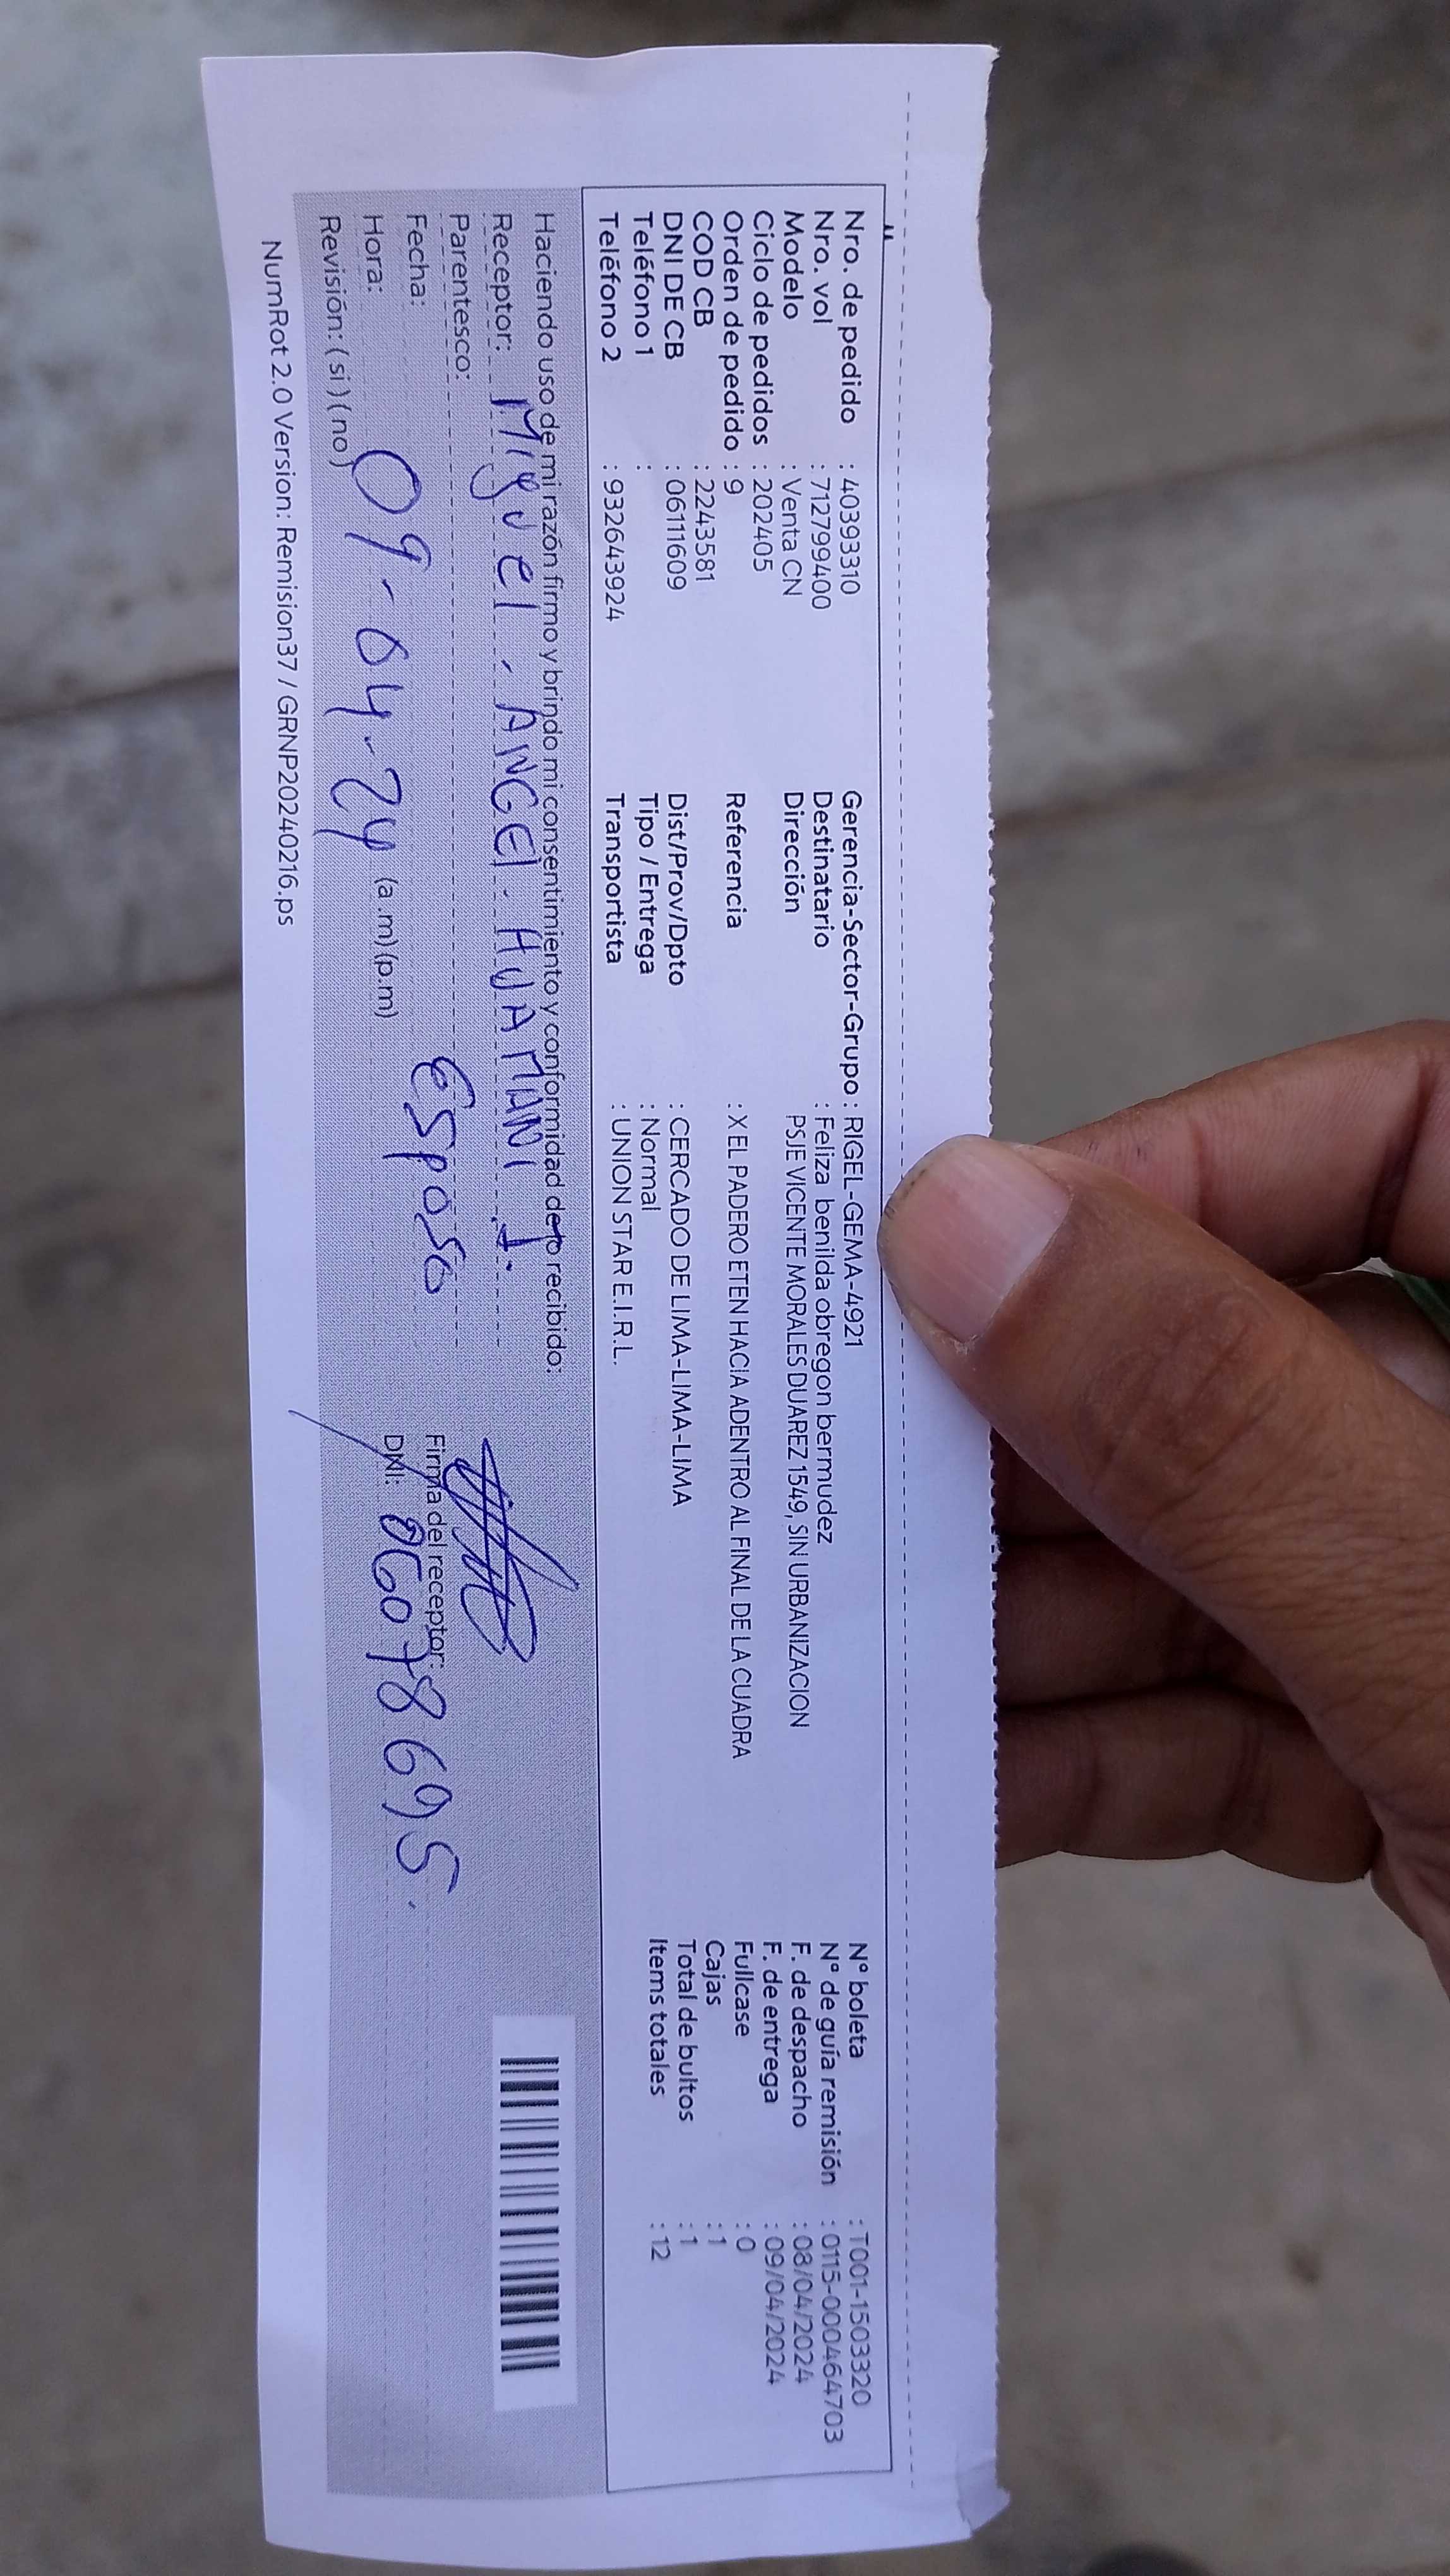 Nro. de pedido : 40393310
Nro. vol : 712799400
Modelo : Venta CN
Ciclo de pedidos : 202405
Orden de pedido : 9
COD CB : 2243581
DNI DE CB : 06111609
Teléfono 1 :
Teléfono 2 : 932643924
Gerencia-Sector-Grupo : RIGEL-GEMA-4921
Destinatario : Feliza benilda obregon bermudez
Dirección PSJE VICENTE MORALES DUAREZ 1549, SIN URBANIZACION
Referencia : X EL PADERO ETEN HACIA ADENTRO AL FINAL DE LA CUADRA
Dist/Prov/Dpto : CERCADO DE LIMA-LIMA-LIMA
Tipo / Entrega : Normal
Transportista : UNION STAR E.I.R.L.
N° boleta : T001-1503320
N° de guía remisión : 0115-000464703
F. de despacho : 08/04/2024
F. de entrega : 09/04/2024
Fullcase : 0
Cajas : 1
Total de bultos : 1
Items totales : 12
Haciendo uso de mi razón firmo y brindo mi consentimiento y conformidad de lo recibido:
Receptor: Miguel . ANGEl . HUAMANI
Parentesco: esposo
Fecha: 09-04-24
Hora: (a.m)(p.m)
Revisión: (si) (no)
Firma del receptor:
DNI: 06078695.
NumRot 2.0 Version: Remision37 / GRNP20240216.ps